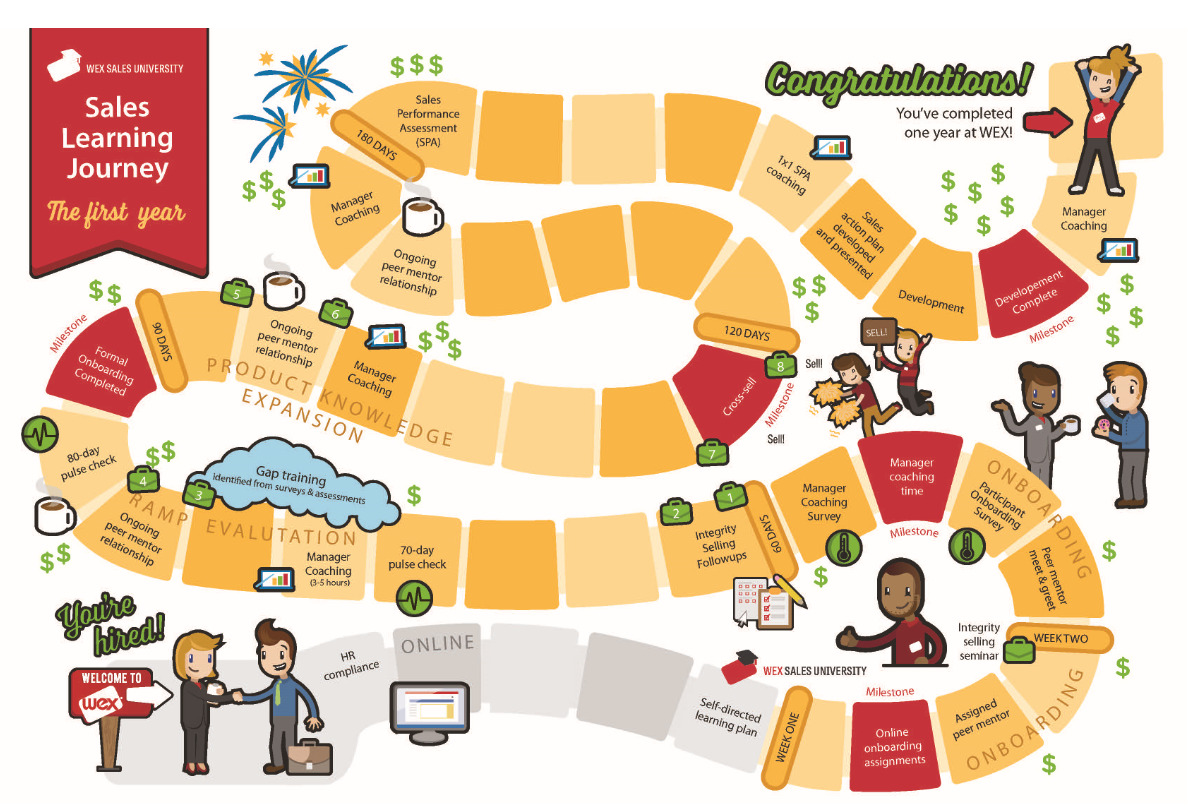 WEX SALES UNIVERSITY
Sales
Learning
Journey
The first year
$ $ $
180 DAYS
Sales
Performance
Assessment
(SPA)
1x1 SPA
coaching
Sales
action plan
developed
and presented
Development
Developement
Complete
Milestone
Manager
Coaching
Congratulations!
You've completed
one year at WEX!
$ $ $
$ $ $
$ $
$ $
$
$ $ $
Manager
Coaching
Ongoing
peer mentor
relationship
120 DAYS
$ $
$
8
Cross-sell
Milestone
7
Sell!
Sell!
SELL!
$ $
Milestone
Formal
Onboarding
Completed
90 DAYS
5
Ongoing
peer mentor
relationship
6
Manager
Coaching
$ $ $
PRODUCT KNOWLEDGE
EXPANSION
80-day
pulse check
4
$ $
$ $
Ongoing
peer mentor
relationship
RAMP EVALUTATION
3
Gap training
identified from surveys & assessments
Manager
Coaching
(3-5 hours)
$
70-day
pulse check
2
1
Integrity
Selling
Followups
60 DAYS
$
Manager
Coaching
Survey
Manager
coaching
time
Milestone
Participant
Onboarding
Survey
ONBOARDING
Peer mentor
meet & greet
$
Integrity
selling
seminar
WEEK TWO
$
ONBOARDING
Assigned
peer mentor
$
Milestone
Online
onboarding
assignments
WEEK ONE
WEX SALES UNIVERSITY
Self-directed
learning plan
ONLINE
HR
compliance
You're
hired!
WELCOME TO
wex